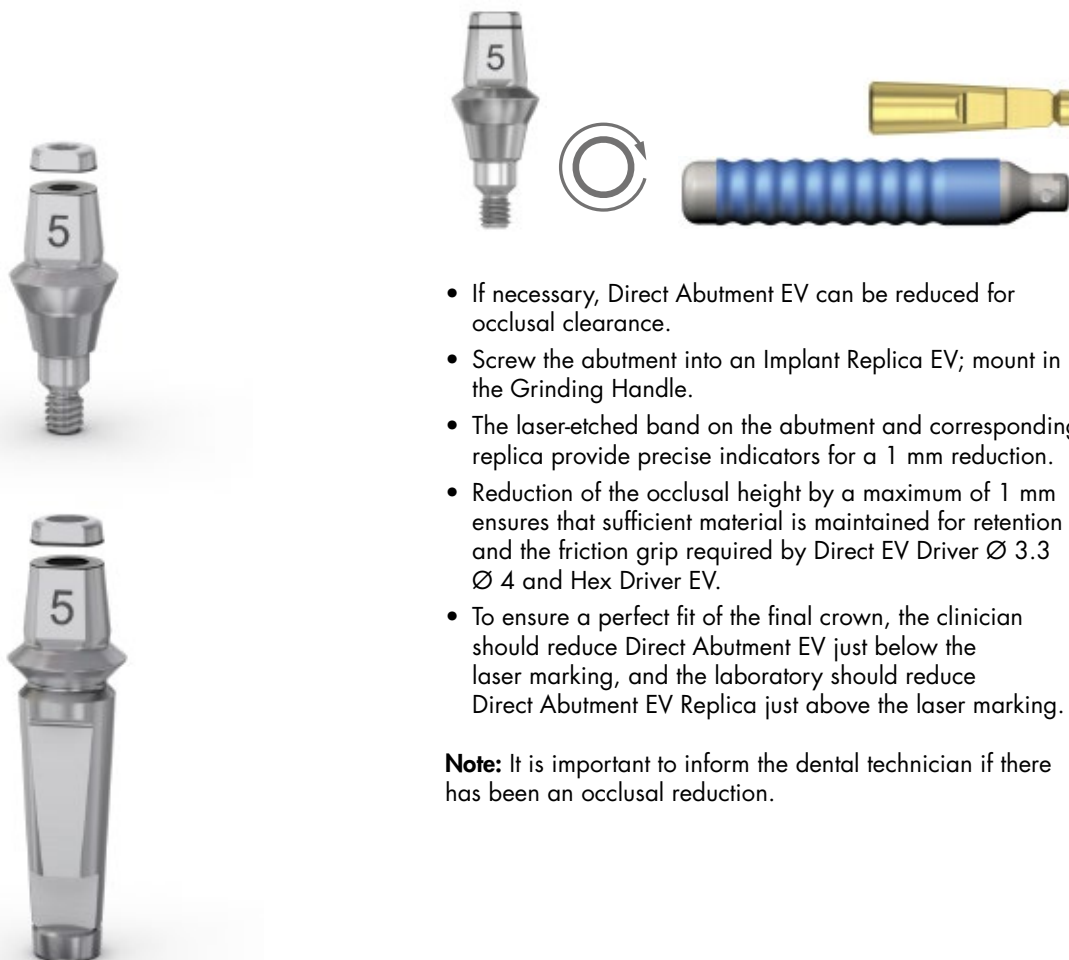 5
5
5
• If necessary, Direct Abutment EV can be reduced for
occlusal clearance.
• Screw the abutment into an Implant Replica EV; mount in
the Grinding Handle.
• The laser-etched band on the abutment and corresponding
replica provide precise indicators for a 1 mm reduction.
• Reduction of the occlusal height by a maximum of 1 mm
ensures that sufficient material is maintained for retention
and the friction grip required by Direct EV Driver Ø 3.3
Ø 4 and Hex Driver EV.
• To ensure a perfect fit of the final crown, the clinician
should reduce Direct Abutment EV just below the
laser marking, and the laboratory should reduce
Direct Abutment EV Replica just above the laser marking.
Note: It is important to inform the dental technician if there
has been an occlusal reduction.